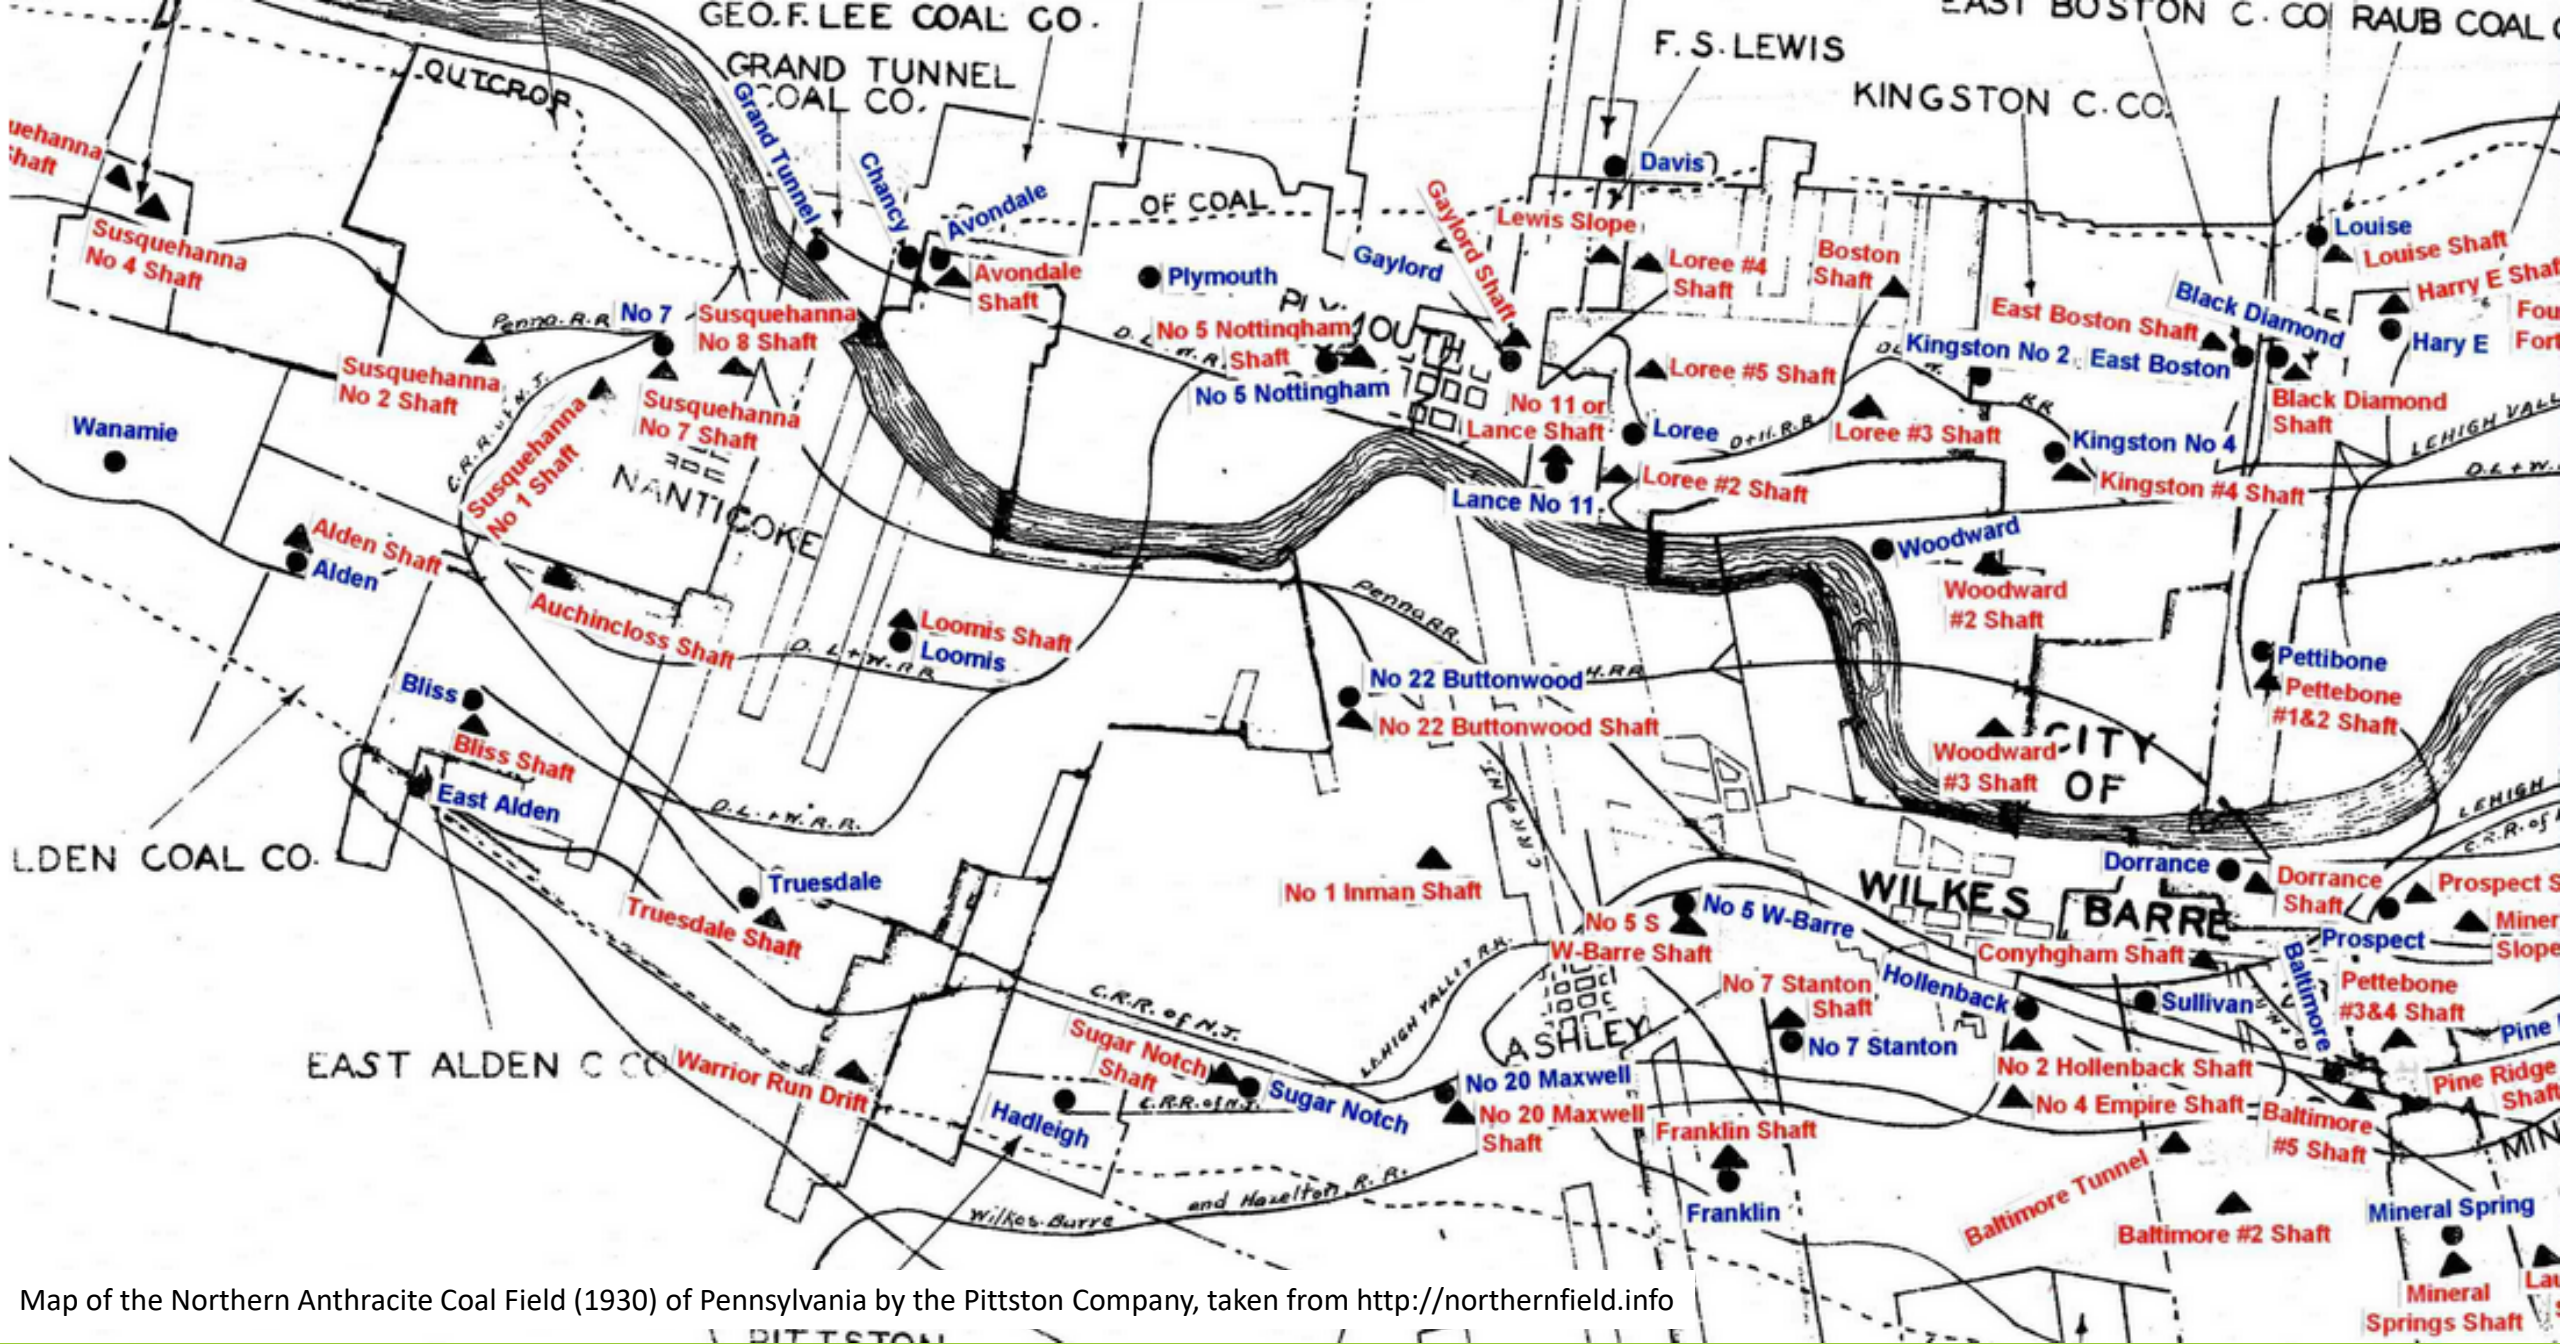 GEO. F. LEE COAL CO.
EAST BOSTON C. CO
RAUB COAL
F. S. LEWIS
GRAND TUNNEL
COAL CO.
KINGSTON C. CO.
OUTCROP
OF COAL
Grand Tunnel
Chancy
Avondale
Davis
Susquehanna
No 4 Shaft
Avondale
Shaft
Plymouth
Gaylord
Gaylord Shaft
Lewis Slope
Loree #4
Shaft
Boston
Shaft
Louise
Louise Shaft
Black Diamond
East Boston Shaft
Harry E
Hary E
No 7
Penna. R.R
Susquehanna
No 8 Shaft
No 5 Nottingham
Shaft
No 5 Nottingham
Kingston No 2
East Boston
Loree #5 Shaft
Susquehanna
No 2 Shaft
Susquehanna
No 7 Shaft
Black Diamond
Shaft
No 11 or
Lance Shaft
Loree
D+H.R.R
Loree #3 Shaft
RR
Kingston No 4
Kingston #4 Shaft
Wanamie
Susquehanna
No 1 Shaft
NANTICOKE
Lance No 11
Loree #2 Shaft
Woodward
Woodward
#2 Shaft
Alden Shaft
Alden
Auchincloss Shaft
Loomis Shaft
Loomis
D. L+W. RR
Penna RR.
Bliss
Bliss Shaft
No 22 Buttonwood
H.RR
No 22 Buttonwood Shaft
Pettibone
Pettebone
#1&2 Shaft
CITY
OF
WILKES BARRE
Woodward
#3 Shaft
East Alden
D. L. + W. R. R.
LEHIGH
LDEN COAL CO.
No 1 Inman Shaft
Truesdale
Truesdale Shaft
Dorrance
Dorrance
Shaft
Prospect
No 5 S
W-Barre Shaft
No 5 W-Barre
Conyhgham Shaft
Baltimore
Pettebone
#3&4 Shaft
No 7 Stanton
Shaft
Hollenback
Sullivan
No 7 Stanton
C.R.R. of N.J.
LEHIGH VALLEY R.R.
ASHLEY
EAST ALDEN C CO
Warrior Run Drift
Sugar Notch
Shaft
Sugar Notch
Hadleigh
No 20 Maxwell
No 20 Maxwell
Shaft
Franklin Shaft
Franklin
No 2 Hollenback Shaft
No 4 Empire Shaft
Baltimore
#5 Shaft
Pine Ridge
Baltimore Tunnel
Baltimore #2 Shaft
Mineral Spring
Mineral
Springs Shaft
Wilkes-Barre and Hazelton R. R.
Map of the Northern Anthracite Coal Field (1930) of Pennsylvania by the Pittston Company, taken from http://northernfield.info
PITTSTON